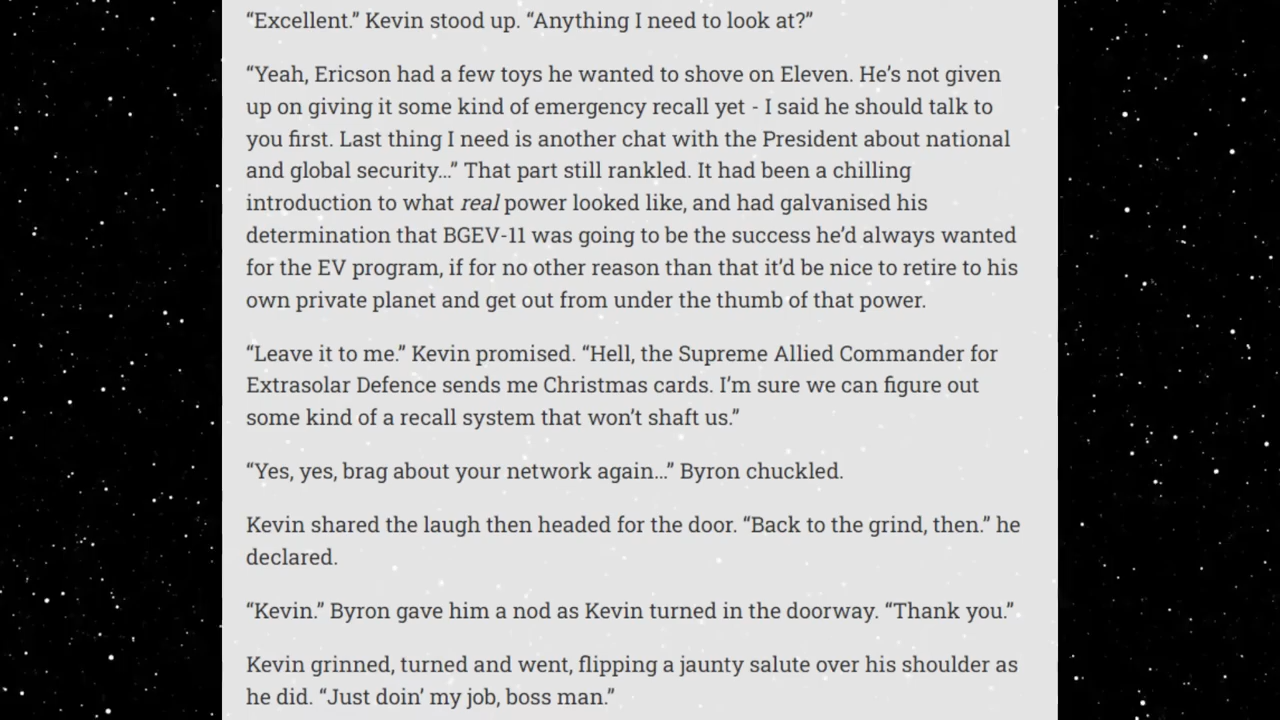 “Excellent.” Kevin stood up. “Anything I need to look at?”
“Yeah, Ericson had a few toys he wanted to shove on Eleven. He’s not given
up on giving it some kind of emergency recall yet - I said he should talk to
you first. Last thing I need is another chat with the President about national
and global security…” That part still rankled. It had been a chilling
introduction to what real power looked like, and had galvanised his
determination that BGEV-11 was going to be the success he’d always wanted
for the EV program, if for no other reason than that it’d be nice to retire to his
own private planet and get out from under the thumb of that power.
“Leave it to me.” Kevin promised. “Hell, the Supreme Allied Commander for
Extrasolar Defence sends me Christmas cards. I’m sure we can figure out
some kind of a recall system that won’t shaft us.”
“Yes, yes, brag about your network again…” Byron chuckled.
Kevin shared the laugh then headed for the door. “Back to the grind, then.” he
declared.
“Kevin.” Byron gave him a nod as Kevin turned in the doorway. “Thank you.”
Kevin grinned, turned and went, flipping a jaunty salute over his shoulder as
he did. “Just doin’ my job, boss man.”